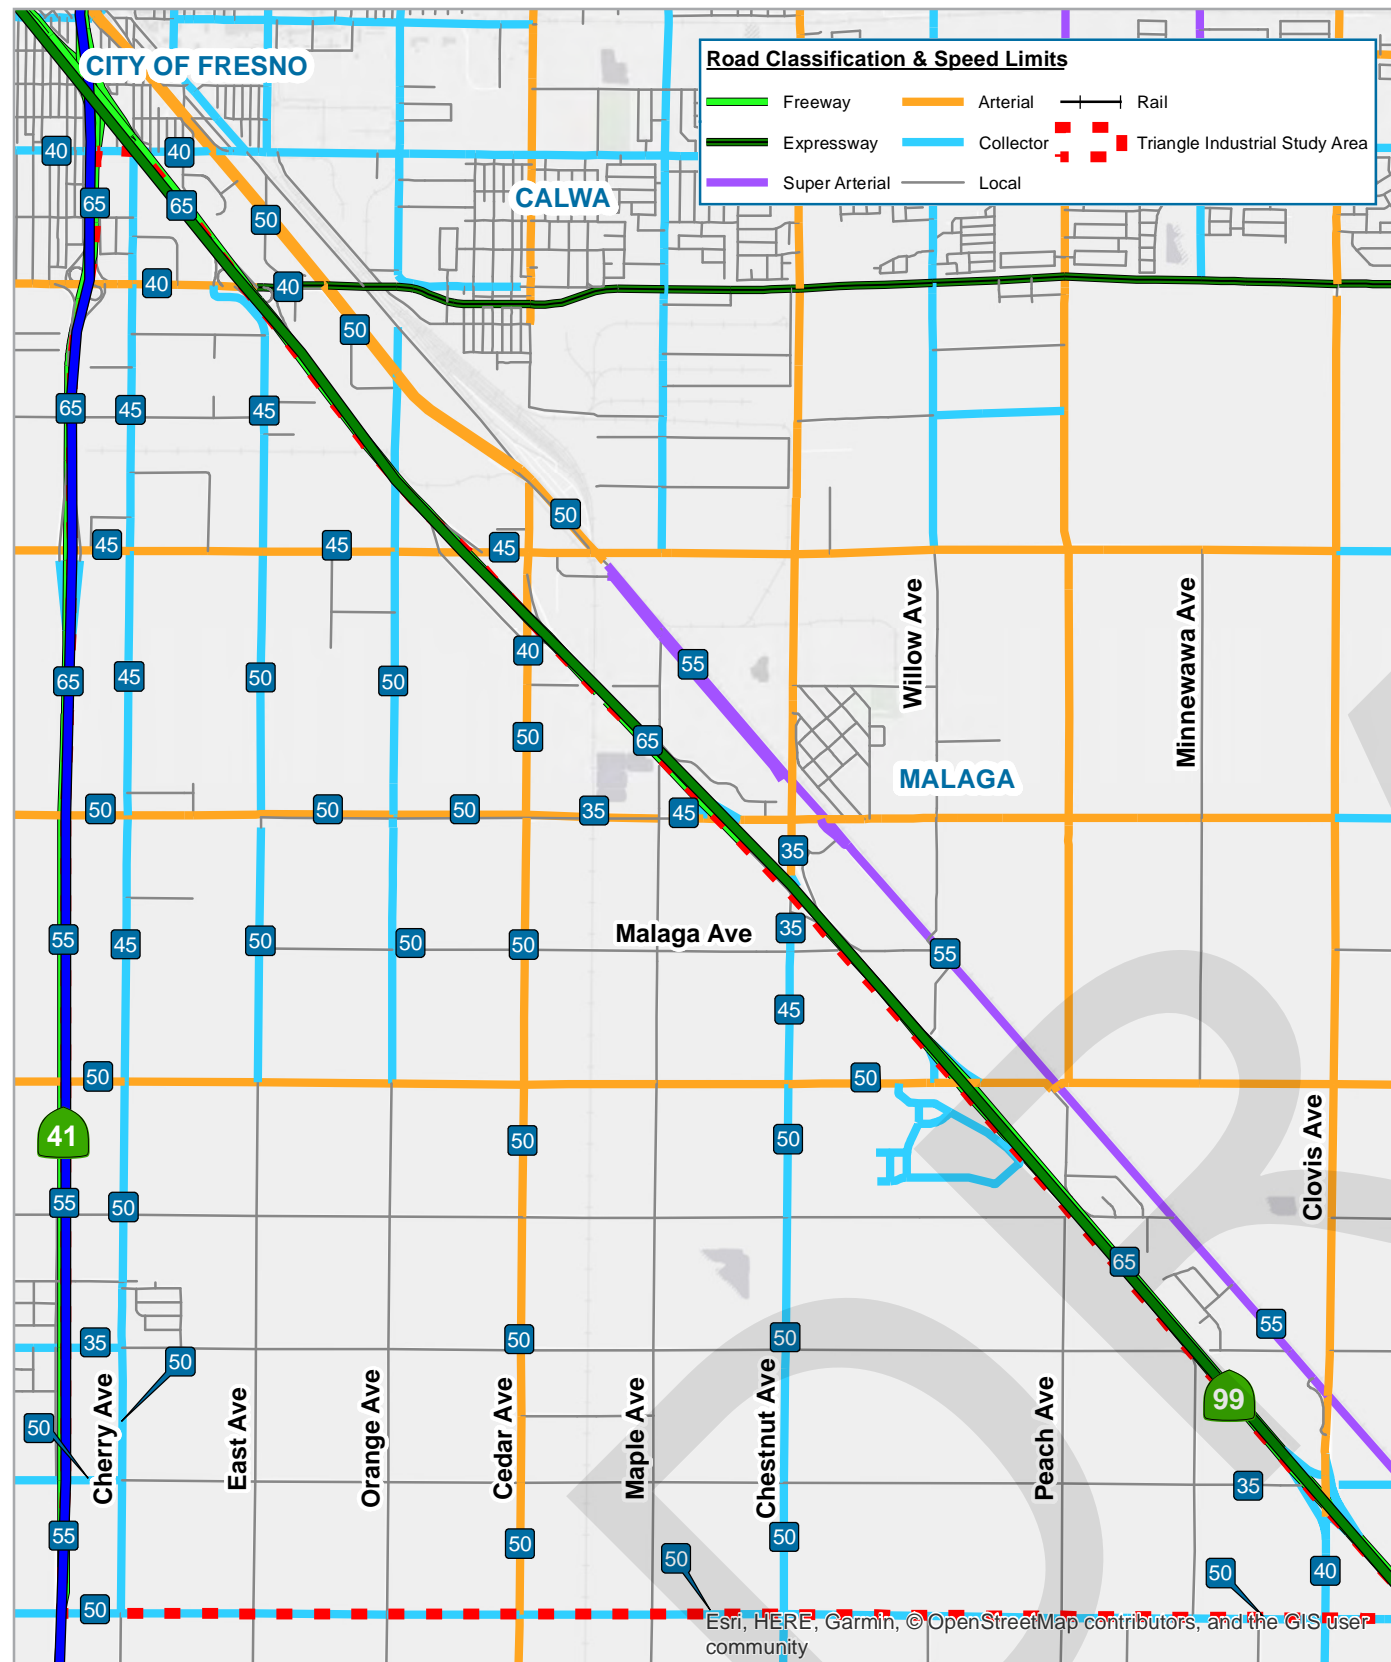 CITY OF FRESNO
Road Classification & Speed Limits
Freeway
Arterial
Rail
Expressway
Collector
Triangle Industrial Study Area
Super Arterial
Local
40
40
CALWA
65
65
50
40
40
50
65
45
45
50
45
45
45
Willow Ave
Minnewawa Ave
40
55
65
45
50
50
50
65
MALAGA
50
50
50
35
45
35
55
45
50
50
50
Malaga Ave
35
55
45
50
50
Clovis Ave
41
50
50
55
50
65
35
50
50
50
55
Cherry Ave
East Ave
Orange Ave
Cedar Ave
Maple Ave
Chestnut Ave
Peach Ave
99
50
35
55
50
50
50
50
40
50
Esri, HERE, Garmin, © OpenStreetMap contributors, and the GIS user
community